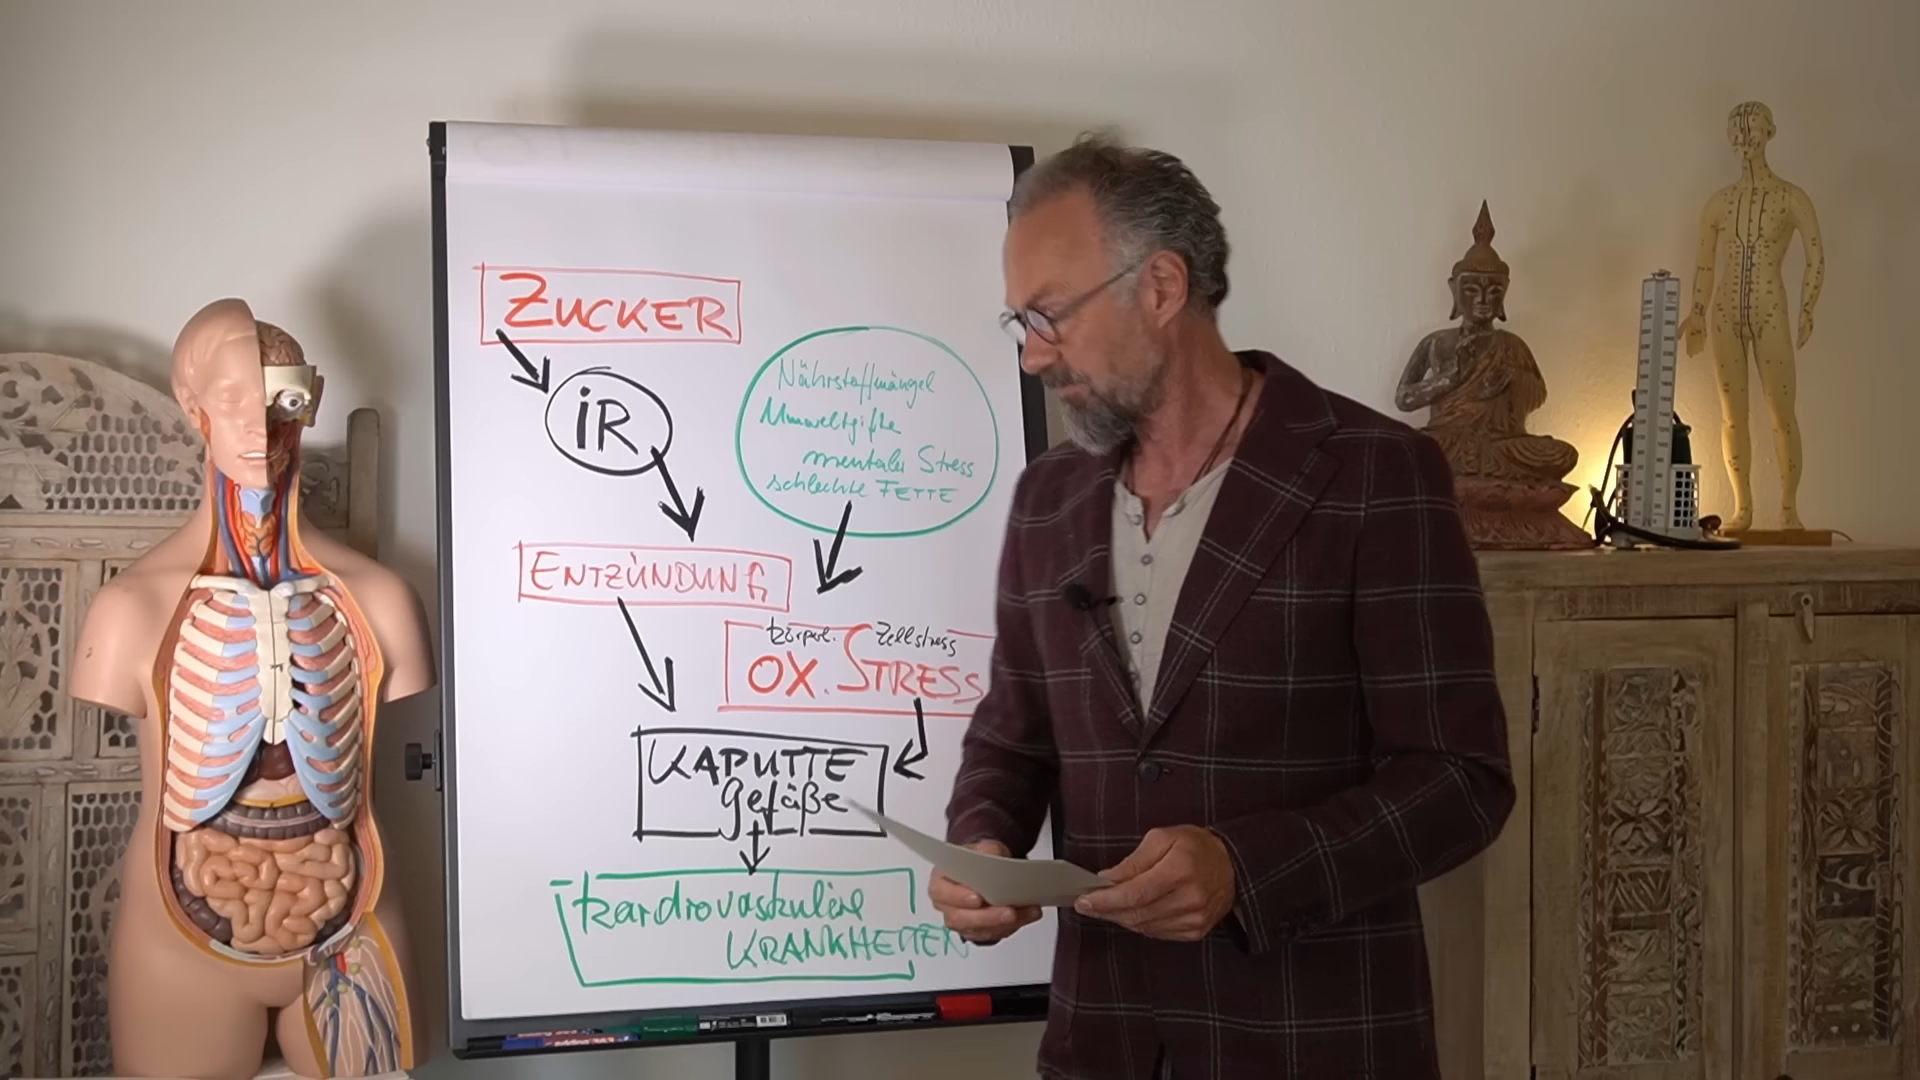 ZUCKER
iR
Nährstoffmängel
Umweltgifte
mentaler Stress
schlechte FETTE
ENTZÜNDUNG
körperl. Zellstress
OX. STRESS
KAPUTTE
Gefäße
kardiovaskuläre
KRANKHEITEN